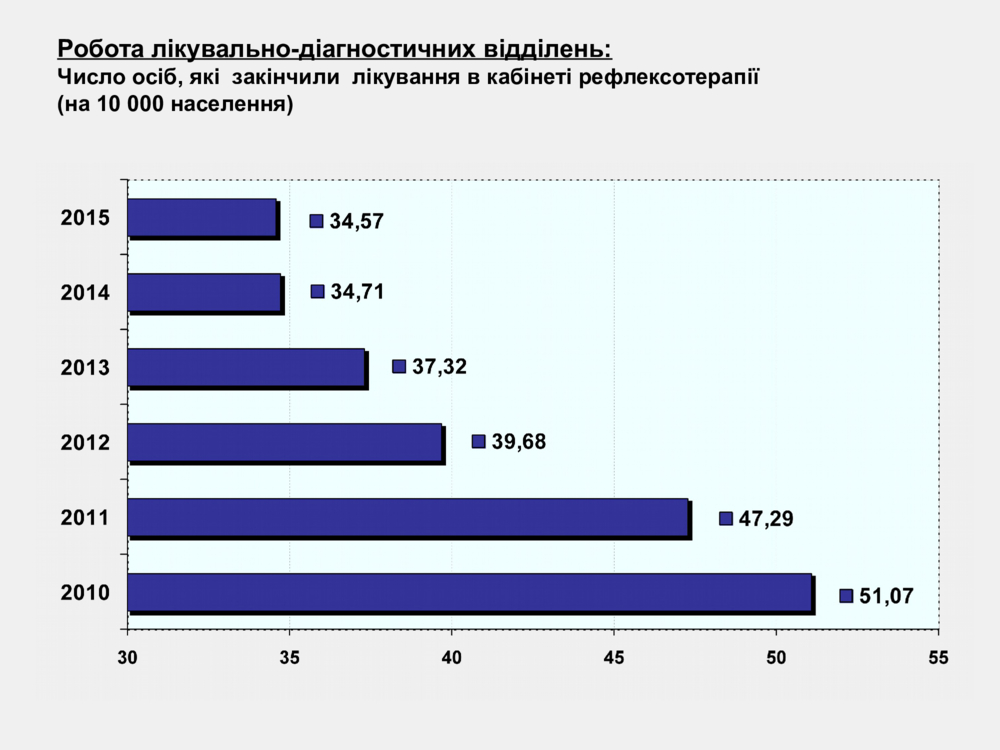 Робота лікувально-діагностичних відділень:
Число осіб, які закінчили лікування в кабінеті рефлексотерапії
(на 10 000 населення)
2015 34,57
2014 34,71
2013 37,32
2012 39,68
2011 47,29
2010 51,07
30 35 40 45 50 55